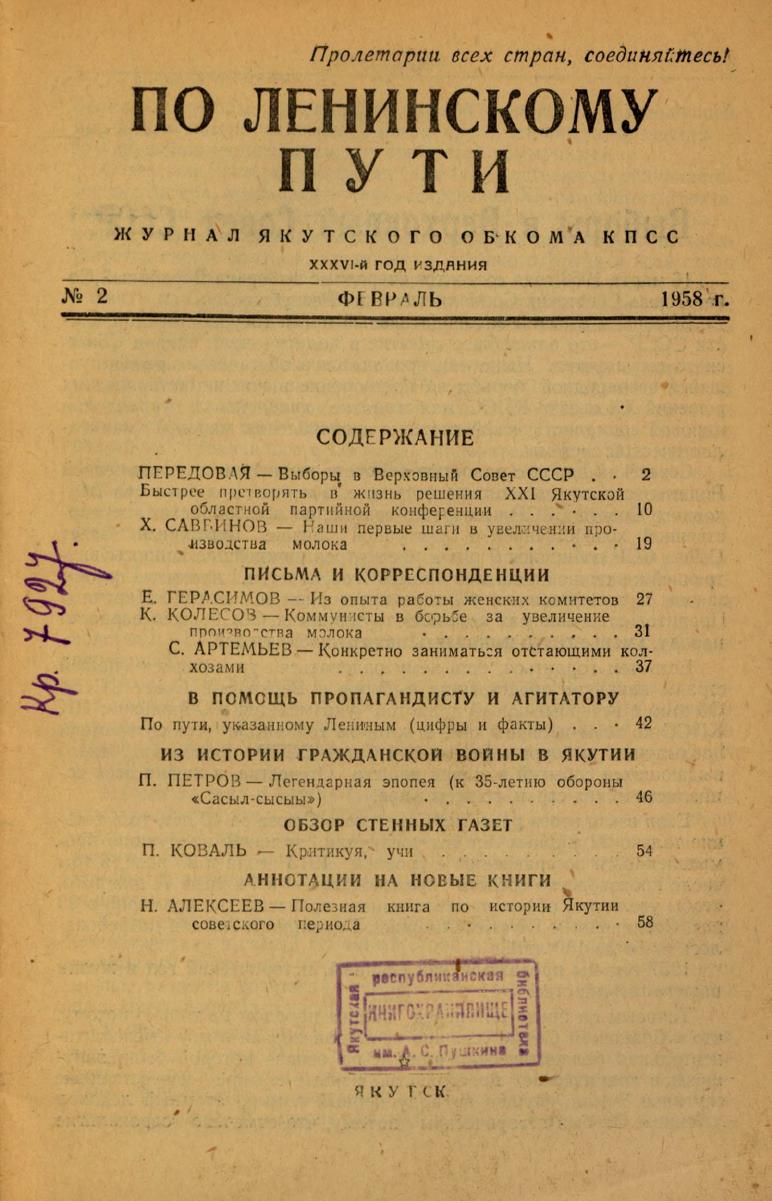 Пролетарии всех стран, соединяйтесь!
ПО ЛЕНИНСКОМУ
ПУТИ
ЖУРНАЛ ЯКУТСКОГО ОБКОМА КПСС
XXXVI-й ГОД ИЗДАНИЯ
№ 2 ФЕВРАЛЬ 1958 г.
СОДЕРЖАНИЕ
ПЕРЕДОВАЯ — Выборы в Верховный Совет СССР . . 2
Быстрее претворять в жизнь решения XXI Якутской
областной партийной конференции . . . . . . 10
Х. САВВИНОВ — Наши первые шаги в увеличении про-
изводства молока . . . . . . . . . . 19
ПИСЬМА И КОРРЕСПОНДЕНЦИИ
Е. ГЕРАСИМОВ — Из опыта работы женских комитетов 27
К. КОЛЕСОВ — Коммунисты в борьбе за увеличение
производства молока . . . . . . . . . 31
С. АРТЕМЬЕВ — Конкретно заниматься отстающими кол-
хозами . . . . . . . . . . . . . 37
В ПОМОЩЬ ПРОПАГАНДИСТУ И АГИТАТОРУ
По пути, указанному Лениным (цифры и факты) . . . 42
ИЗ ИСТОРИИ ГРАЖДАНСКОЙ ВОЙНЫ В ЯКУТИИ
П. ПЕТРОВ — Легендарная эпопея (к 35-летию обороны
«Сасыл-сысыы») . . . . . . . . . 46
ОБЗОР СТЕННЫХ ГАЗЕТ
П. КОВАЛЬ — Критикуя, учи . . . . . . . . 54
АННОТАЦИИ НА НОВЫЕ КНИГИ
Н. АЛЕКСЕЕВ — Полезная книга по истории Якутии
советского периода . . . . . . . . . 58
Кр. 7927.
Якутская
республиканская
библиотека
КНИГОХРАНИЛИЩЕ
им. А. С. Пушкина
ЯКУТСК